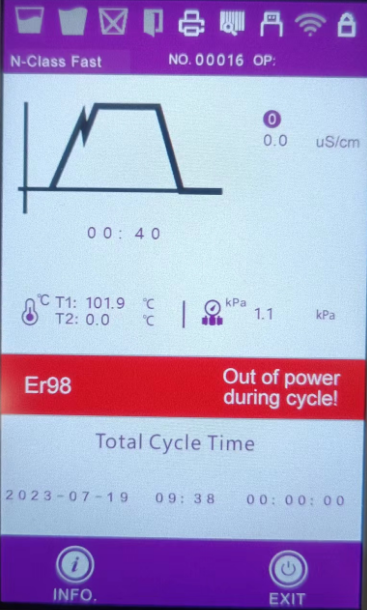 N-Class Fast NO. 00016 OP:
0
0.0 uS/cm
00:40
°C T1: 101.9 °C
T2: 0.0 °C
kPa 1.1 kPa
Er98 Out of power
during cycle!
Total Cycle Time
2023-07-19 09:38 00:00:00
i
INFO. EXIT